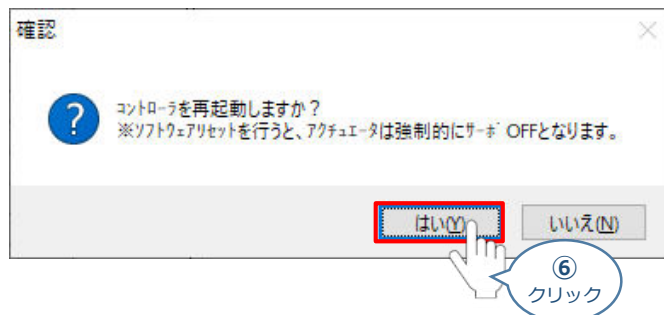 確認
ｺﾝﾄﾛｰﾗを再起動しますか？
※ｿﾌﾄｳｪｱﾘｾｯﾄを行うと、ｱｸﾁｭｴｰﾀは強制的にｻｰﾎﾞOFFとなります。
はい(Y)
いいえ(N)
⑥
クリック